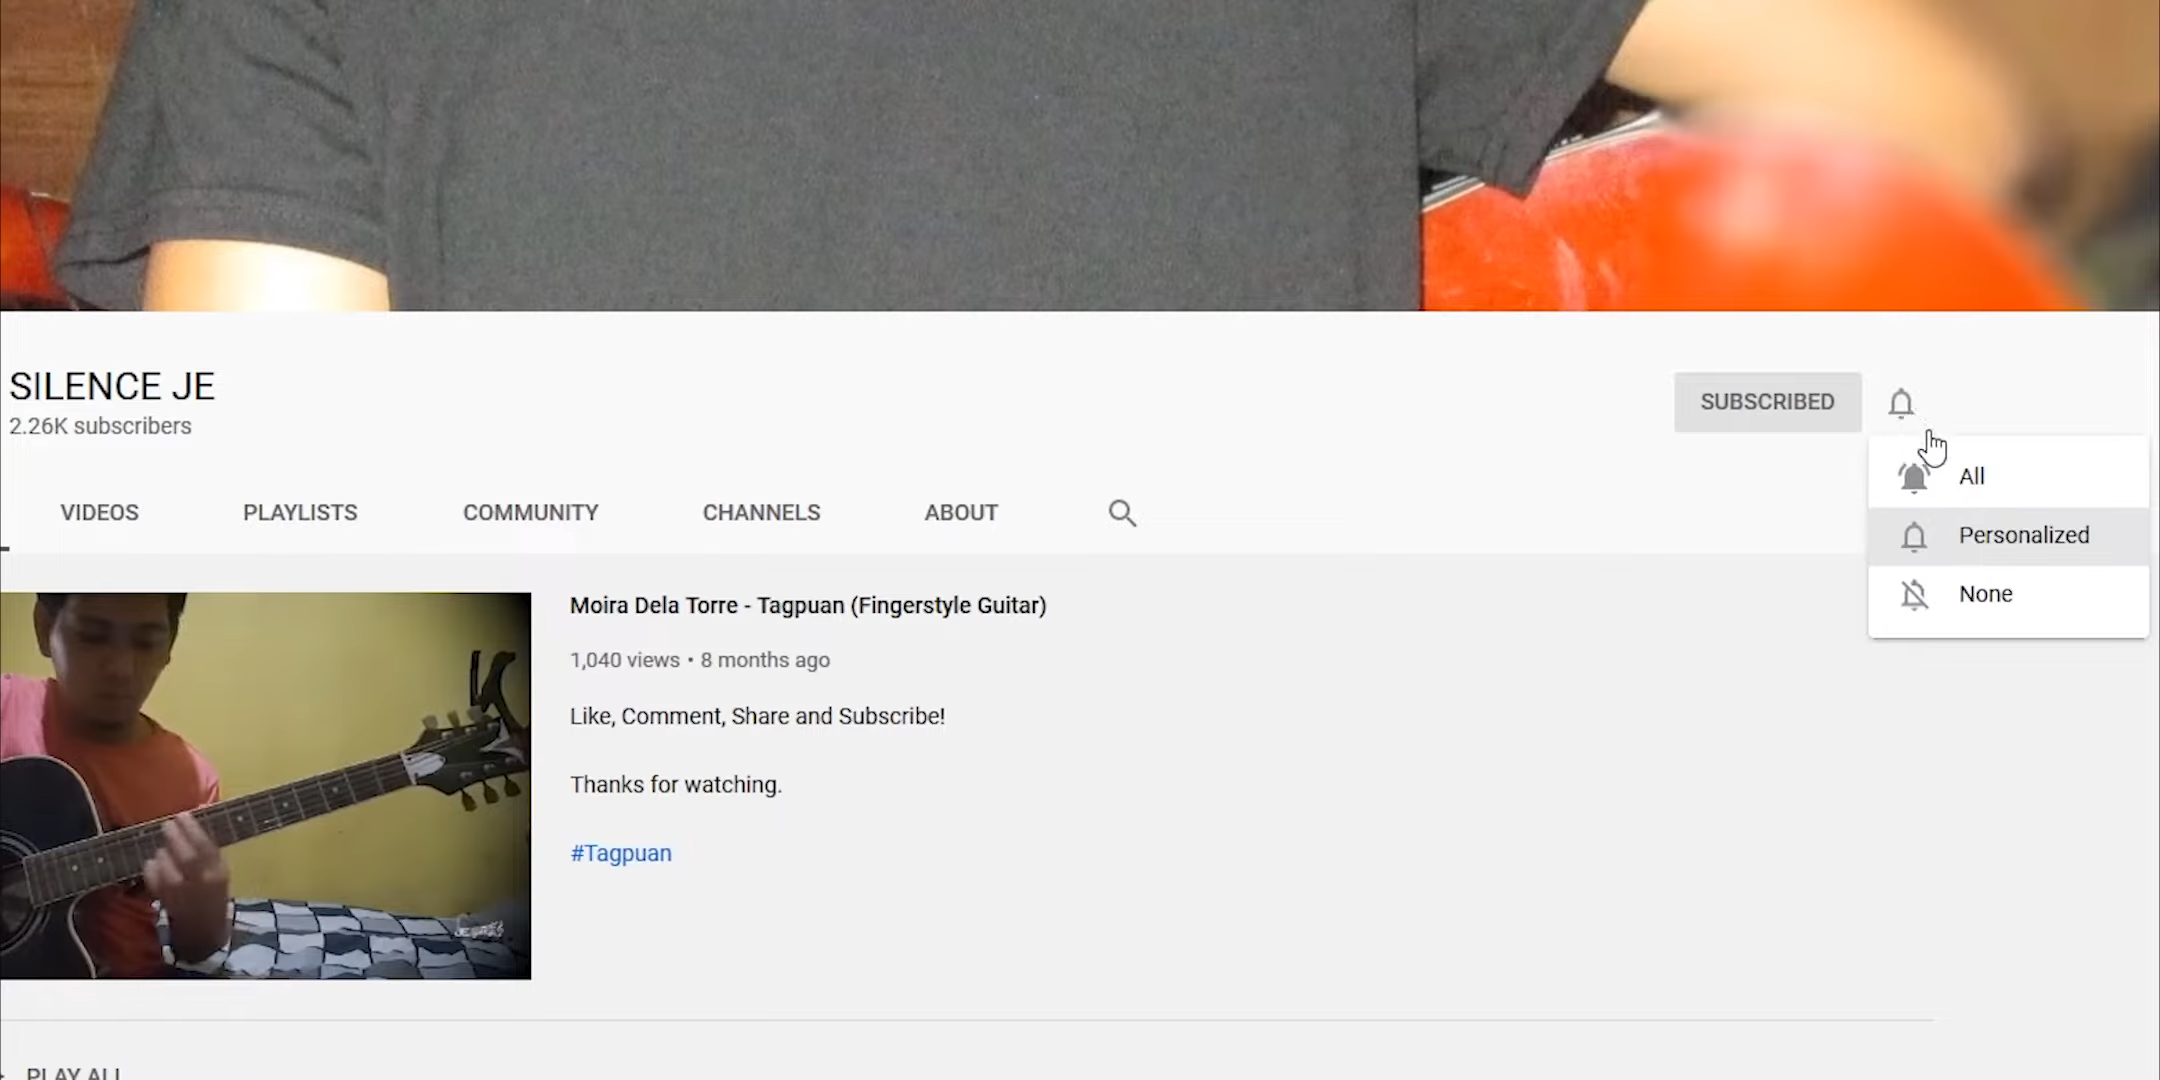 SILENCE JE
2.26K subscribers
SUBSCRIBED
All
Personalized
None
VIDEOS PLAYLISTS COMMUNITY CHANNELS ABOUT
Moira Dela Torre - Tagpuan (Fingerstyle Guitar)
1,040 views • 8 months ago
Like, Comment, Share and Subscribe!
Thanks for watching.
#Tagpuan
PLAY ALL